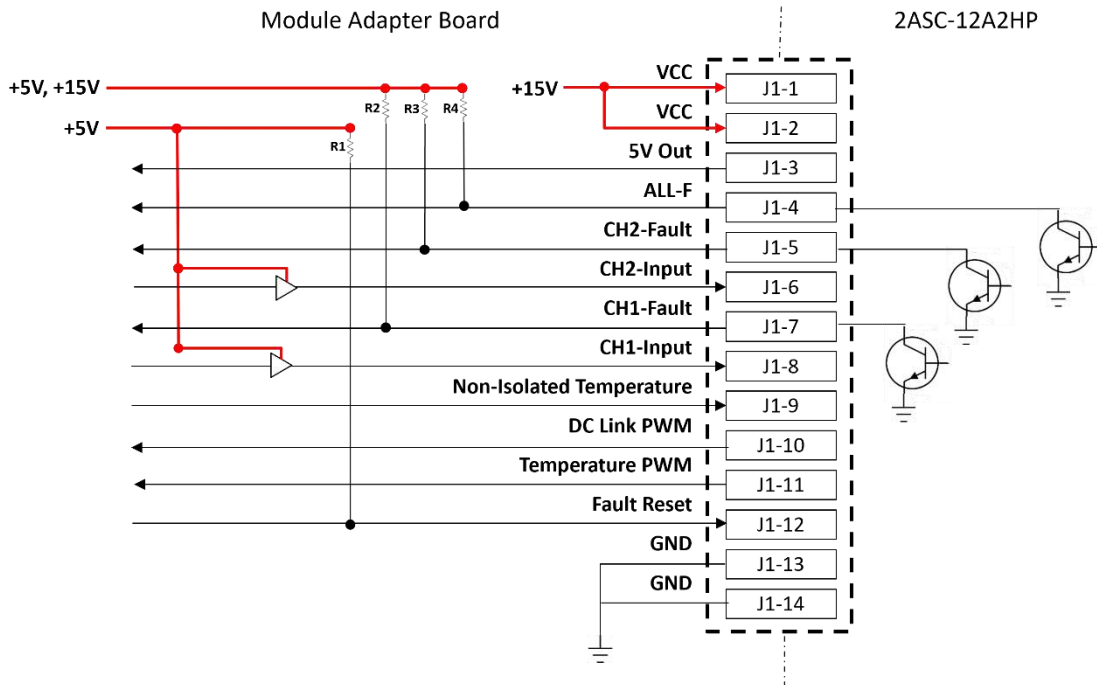 Module Adapter Board
2ASC-12A2HP
+5V, +15V
+5V
R1
R2
R3
R4
+15V
VCC
J1-1
VCC
J1-2
5V Out
J1-3
ALL-F
J1-4
CH2-Fault
J1-5
CH2-Input
J1-6
CH1-Fault
J1-7
CH1-Input
J1-8
Non-Isolated Temperature
J1-9
DC Link PWM
J1-10
Temperature PWM
J1-11
Fault Reset
J1-12
GND
J1-13
GND
J1-14